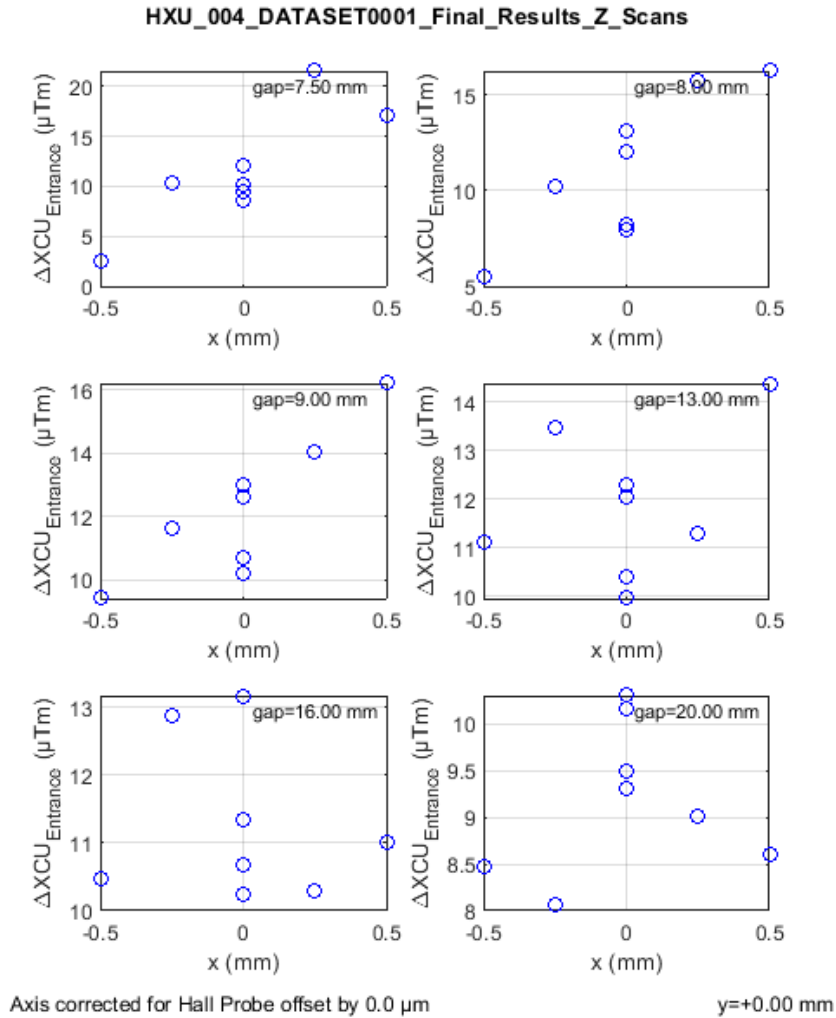 HXU_004_DATASET0001_Final_Results_Z_Scans
gap=7.50 mm
20
15
10
5
0
-0.5 0 0.5
x (mm)
ΔXCU_Entrance (µTm)
gap=8.00 mm
15
10
5
-0.5 0 0.5
x (mm)
ΔXCU_Entrance (µTm)
gap=9.00 mm
16
14
12
10
-0.5 0 0.5
x (mm)
ΔXCU_Entrance (µTm)
gap=13.00 mm
14
13
12
11
10
-0.5 0 0.5
x (mm)
ΔXCU_Entrance (µTm)
gap=16.00 mm
13
12
11
10
-0.5 0 0.5
x (mm)
ΔXCU_Entrance (µTm)
gap=20.00 mm
10
9.5
9
8.5
8
-0.5 0 0.5
x (mm)
ΔXCU_Entrance (µTm)
Axis corrected for Hall Probe offset by 0.0 µm
y=+0.00 mm